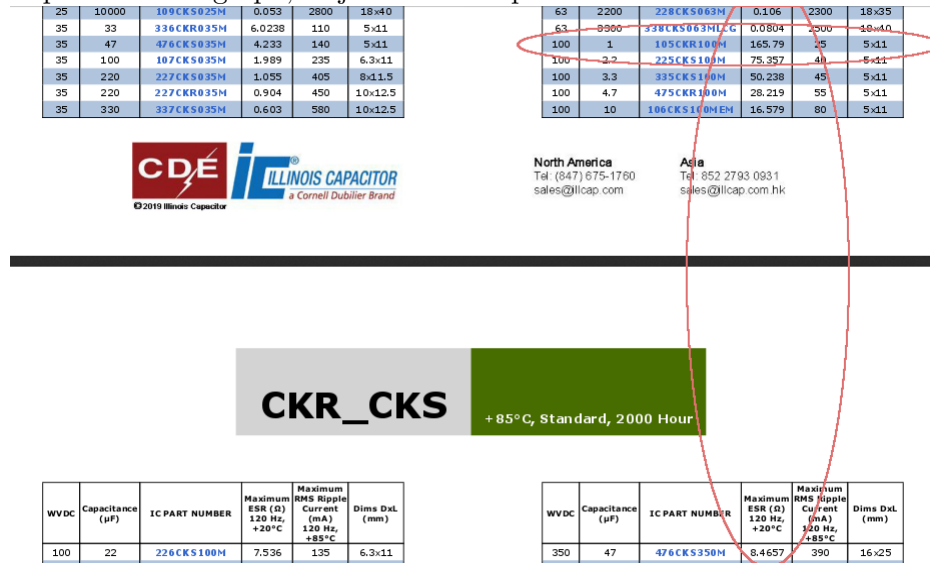 25 10000 109CKS025M 0.053 2800 18x40
35 33 336CKR035M 6.0238 110 5x11
35 47 476CKS035M 4.233 140 5x11
35 100 107CKS035M 1.989 235 6.3x11
35 220 227CKS035M 1.055 405 8x11.5
35 220 227CKR035M 0.904 450 10x12.5
35 330 337CKS035M 0.603 580 10x12.5
63 2200 228CKS063M 0.106 2300 18x35
63 3300 338CKS063MLCG 0.0804 2500 18x40
100 1 105CKR100M 165.79 25 5x11
100 2.2 225CKS100M 75.357 40 5x11
100 3.3 335CKS100M 50.238 45 5x11
100 4.7 475CKR100M 28.219 55 5x11
100 10 106CKS100MEM 16.579 80 5x11
CDE
©2019 Illinois Capacitor
ic®
ILLINOIS CAPACITOR
a Cornell Dubilier Brand
North America
Tel: (847) 675-1760
sales@illcap.com
Asia
Tel: 852 2793 0931
sales@illcap.com.hk
CKR_CKS
+85°C, Standard, 2000 Hour
WVDC
Capacitance
(µF)
IC PART NUMBER
Maximum
ESR (Ω)
120 Hz,
+20°C
Maximum
RMS Ripple
Current
(mA)
120 Hz,
+85°C
Dims DxL
(mm)
100 22 226CKS100M 7.536 135 6.3x11
WVDC
Capacitance
(µF)
IC PART NUMBER
Maximum
ESR (Ω)
120 Hz,
+20°C
Maximum
RMS Ripple
Current
(mA)
120 Hz,
+85°C
Dims DxL
(mm)
350 47 476CKS350M 8.4657 390 16x25